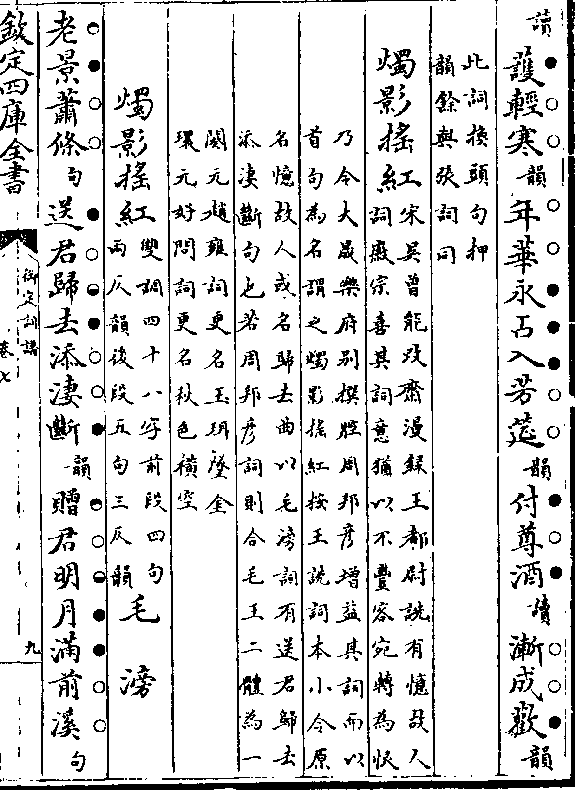 讀護輕寒韻年華永占入芳筵韻付尊酒讀漸成歡韻
此詞換頭句押
韻餘與張詞同
燭影搖紅
宋吳曾能改齋漫錄王都尉詵有憶故人
詞徽宗喜其詞意猶以不豐容宛轉為恨
乃令大晟樂府別撰腔周邦彥增益其詞而以
首句為名謂之燭影搖紅按王詵詞本小令原
名憶故人或名歸去曲以毛滂詞有送君歸去
添淒斷句也若周邦彥詞則合毛王二體為一
闋元趙雍詞更名玉珥墜金
環元好問詞更名秋色橫空
燭影搖紅
雙調四十八字前段四句
兩仄韻後段五句三仄韻
毛滂
老景蕭條句送君歸去添淒斷韻贈君明月滿前溪句
欽定四庫全書
御定詞譜
卷七
九